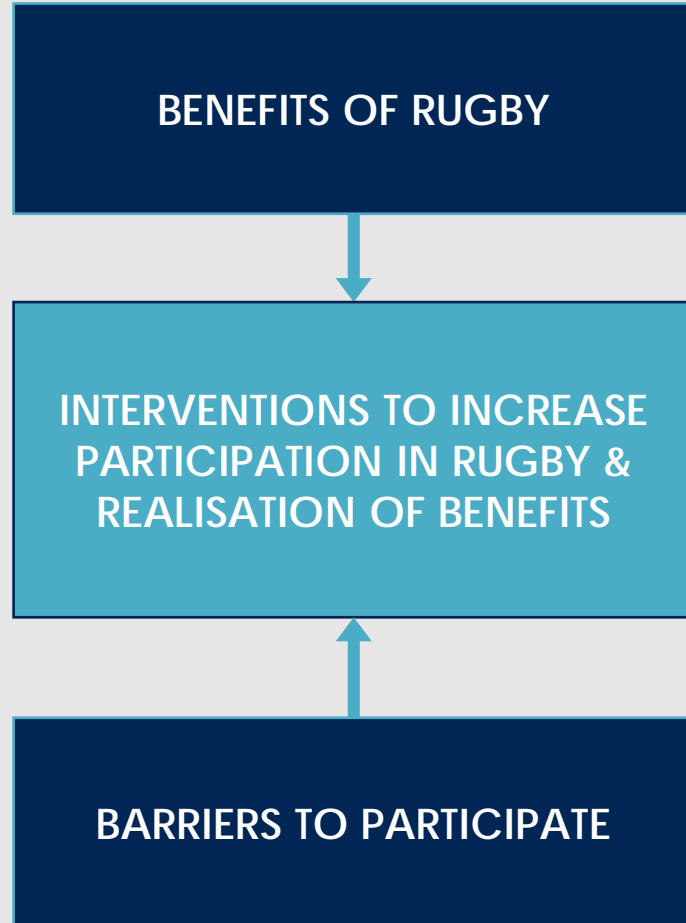 BENEFITS OF RUGBY
INTERVENTIONS TO INCREASE
PARTICIPATION IN RUGBY &
REALISATION OF BENEFITS
BARRIERS TO PARTICIPATE